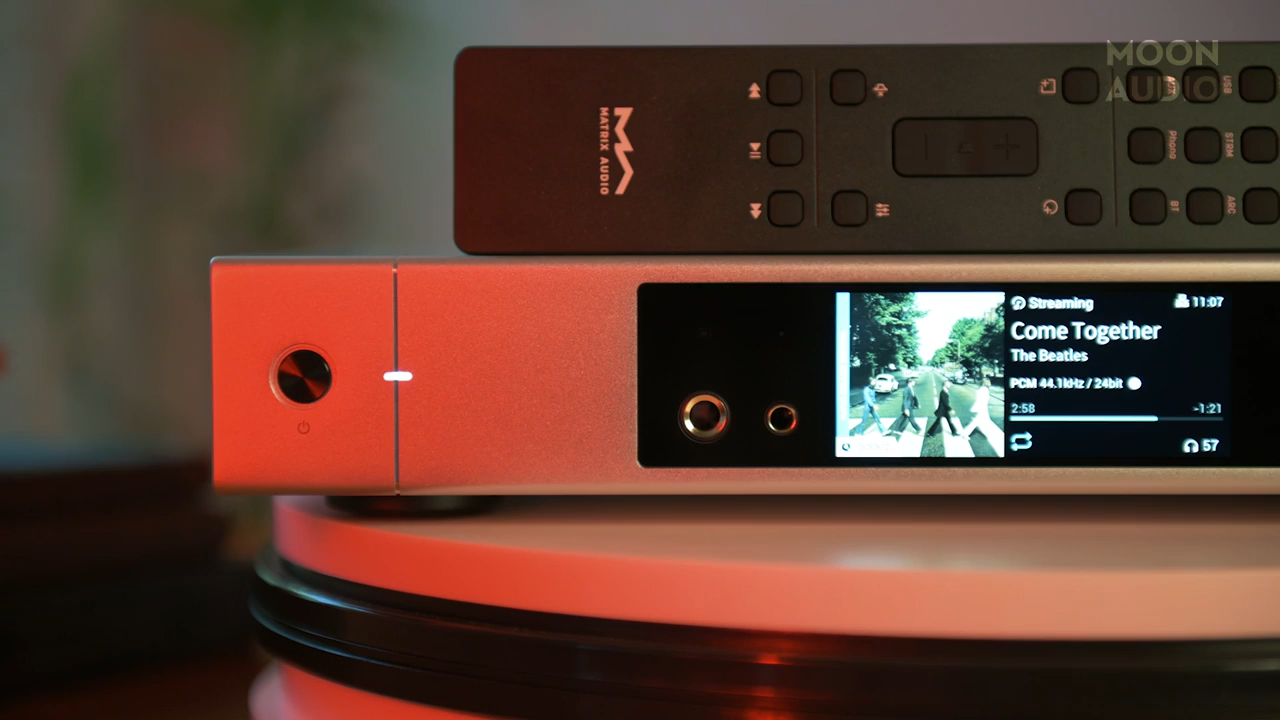 MOON
AUDIO
MATRIX AUDIO
USB
Phono
STRM
BT
ARC
Streaming
11:07
Come Together
The Beatles
PCM 44.1kHz / 24bit
2:58
-1:21
57